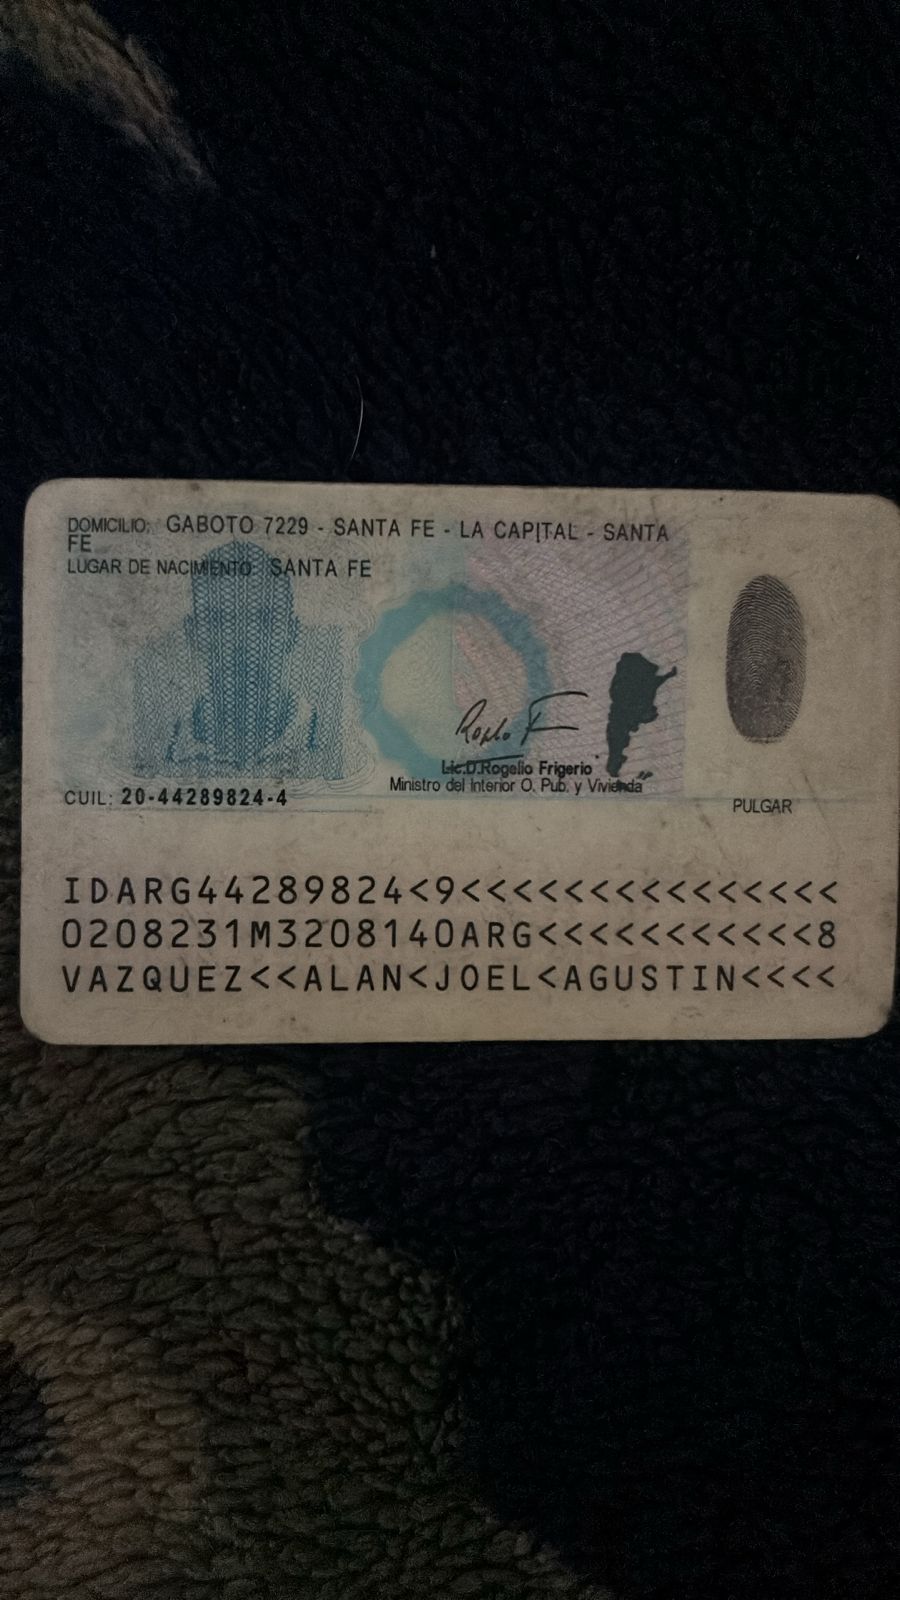 DOMICILIO: GABOTO 7229 - SANTA FE - LA CAPITAL - SANTA
FE
LUGAR DE NACIMIENTO SANTA FE
Lic.D.Rogelio Frigerio
Ministro del Interior O. Pub. y Vivienda
CUIL: 20-44289824-4
PULGAR
IDARG44289824<9<<<<<<<<<<<<<<<
0208231M3208140ARG<<<<<<<<<<<8
VAZQUEZ<<ALAN<JOEL<AGUSTIN<<<<